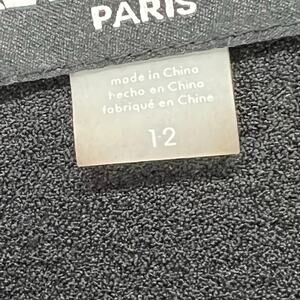 PARIS
made in China
hecho en China
fabriqué en Chine
12